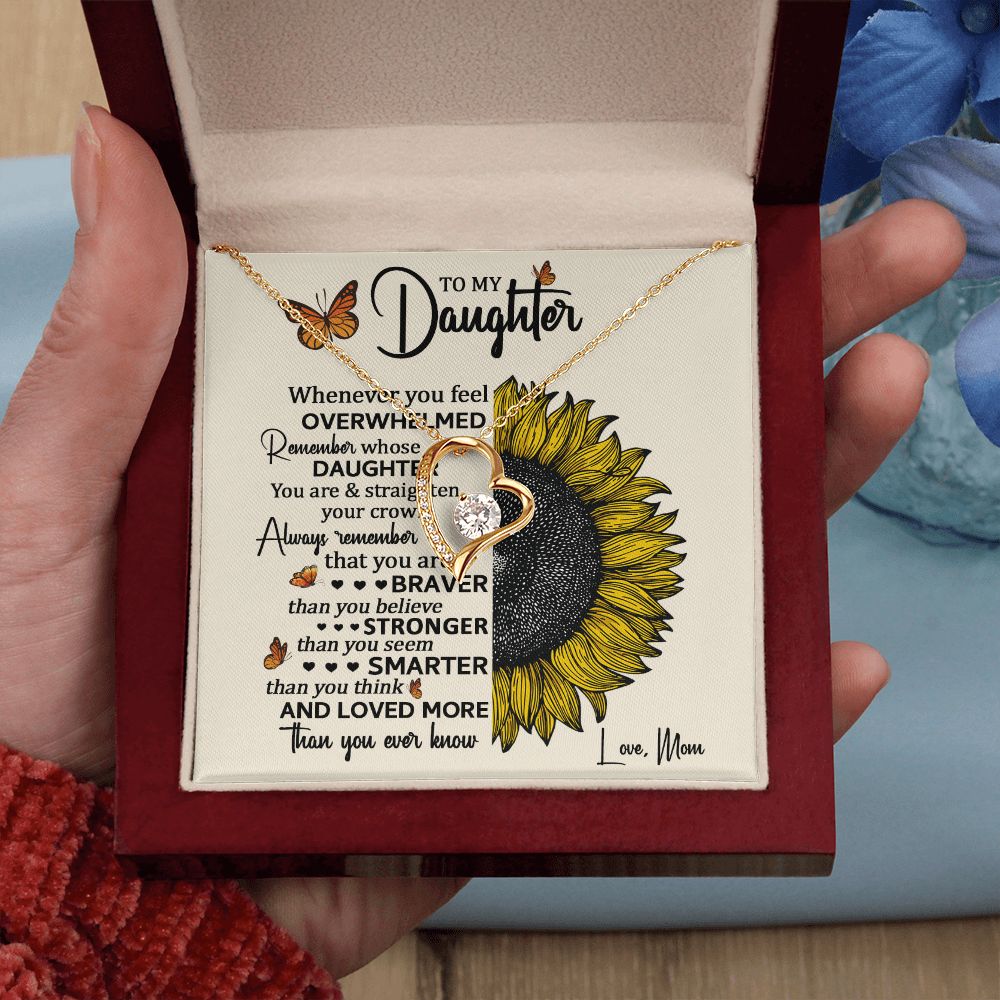 TO MY
Daughter
Whenever you feel
OVERWHELMED
Remember whose
DAUGHTER
You are & straighten
your crown
Always remember
that you are
BRAVER
than you believe
STRONGER
than you seem
SMARTER
than you think
AND LOVED MORE
than you ever know
Love, Mom